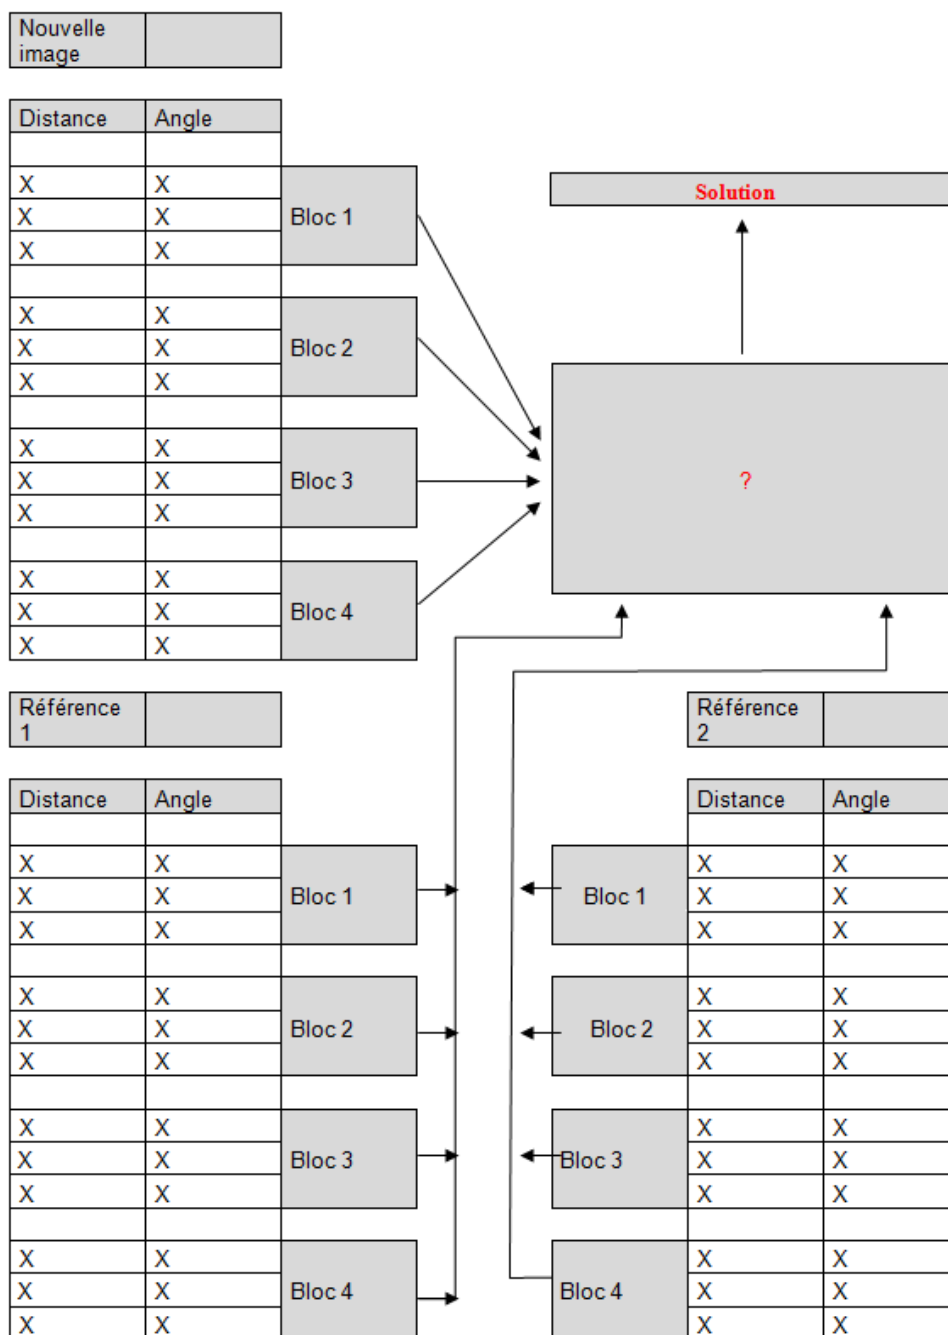 Nouvelle
image
Distance Angle
X X
X X Bloc 1
X X
X X
X X Bloc 2
X X
X X
X X Bloc 3
X X
X X
X X Bloc 4
X X
Solution
?
Référence
1
Distance Angle
X X
X X Bloc 1
X X
X X
X X Bloc 2
X X
X X
X X Bloc 3
X X
X X
X X Bloc 4
X X
Référence
2
Distance Angle
X X
Bloc 1 X X
X X
X X
Bloc 2 X X
X X
X X
Bloc 3 X X
X X
X X
Bloc 4 X X
X X